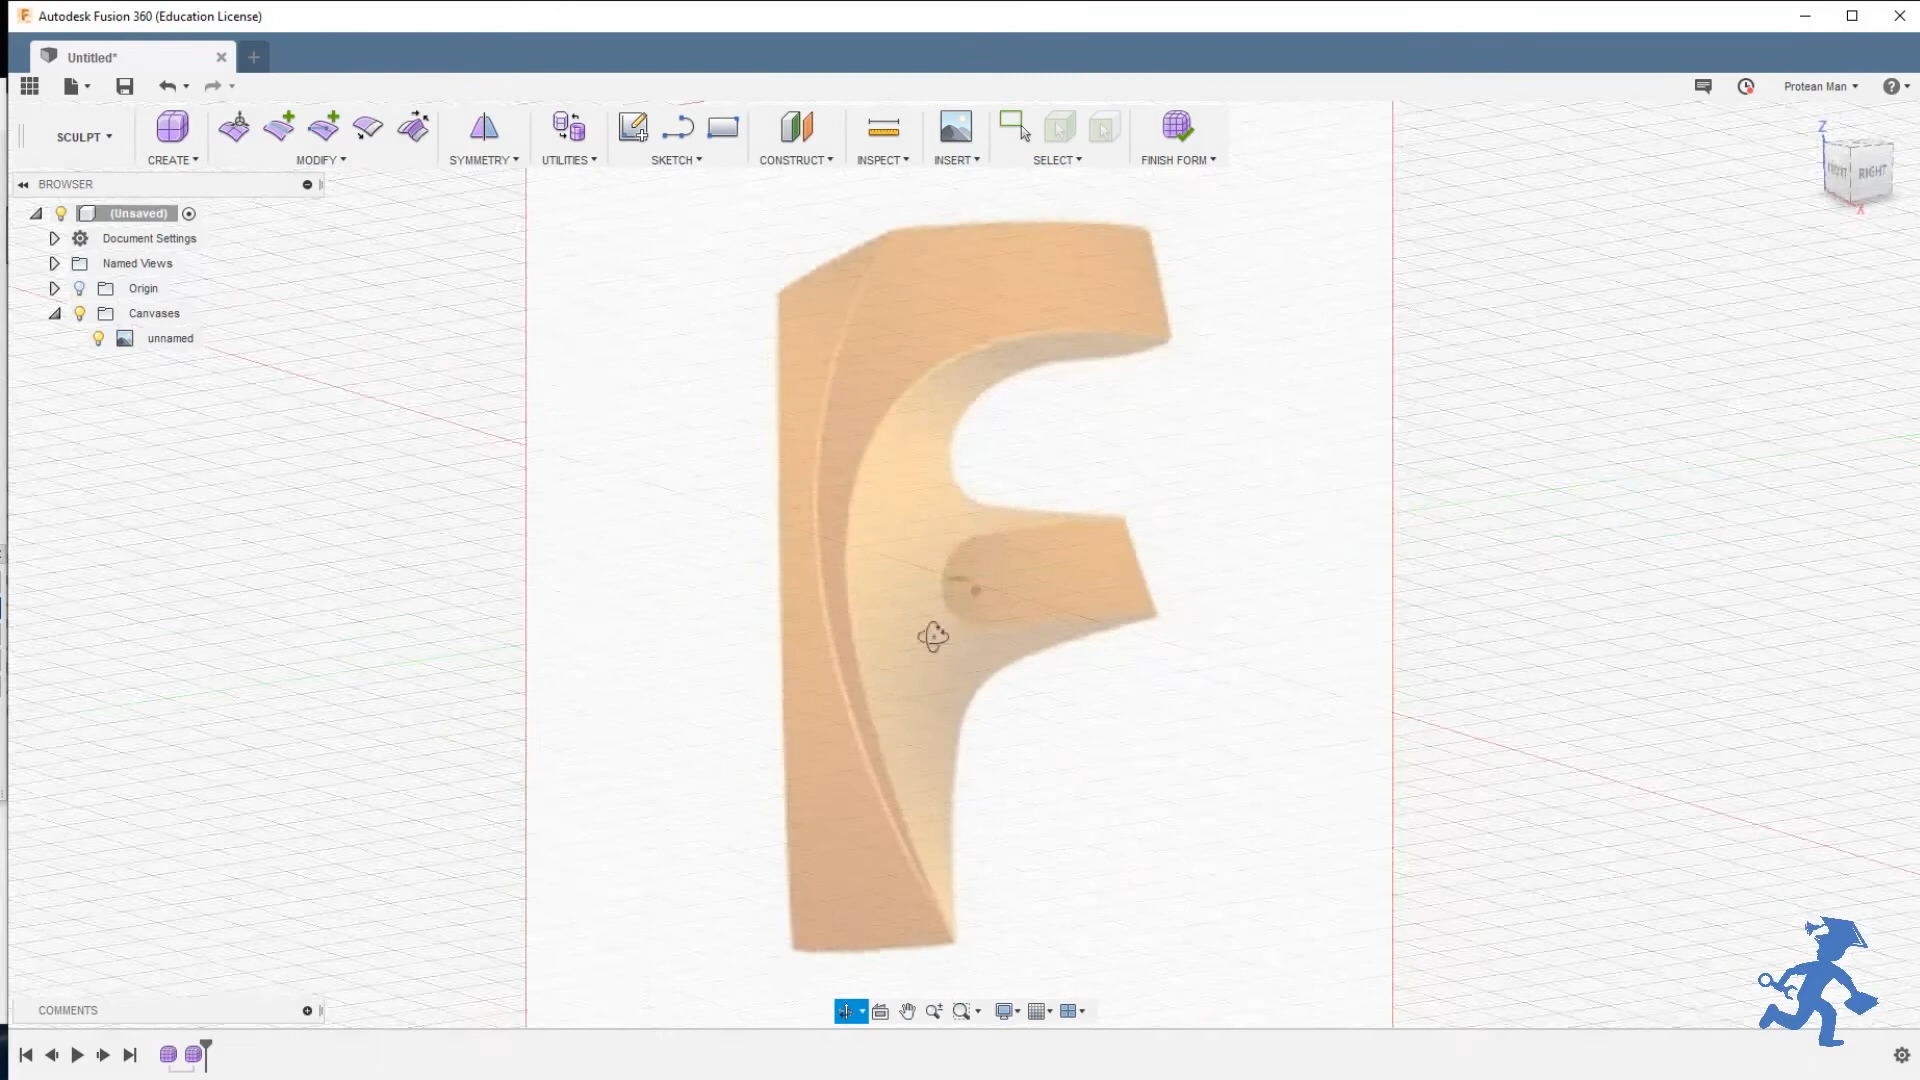 Autodesk Fusion 360 (Education License)
Untitled*
Protean Man
SCULPT
CREATE
MODIFY
SYMMETRY
UTILITIES
SKETCH
CONSTRUCT
INSPECT
INSERT
SELECT
FINISH FORM
BROWSER
(Unsaved)
Document Settings
Named Views
Origin
Canvases
unnamed
Z
FRONT
RIGHT
X
F
COMMENTS